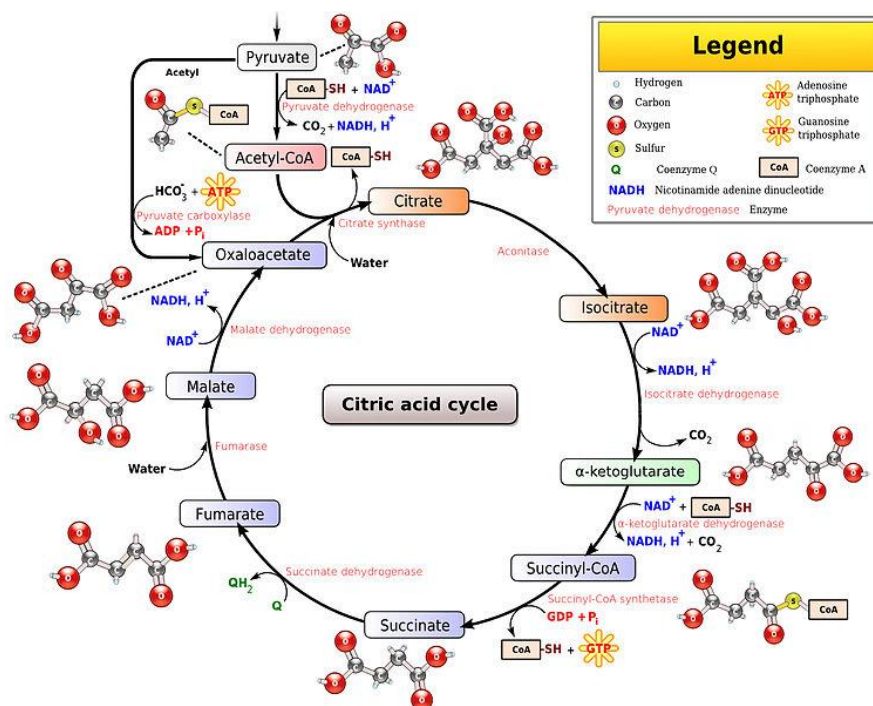 Pyruvate
Acetyl
CoA-SH + NAD+
Pyruvate dehydrogenase
CO2 + NADH, H+
S CoA
Acetyl-CoA
CoA-SH
HCO3- + ATP
Pyruvate carboxylase
ADP + Pi
Citrate
Citrate synthase
Water
Oxaloacetate
Aconitase
Isocitrate
NAD+
NADH, H+
Isocitrate dehydrogenase
CO2
α-ketoglutarate
NAD+ + CoA-SH
α-ketoglutarate dehydrogenase
NADH, H+ + CO2
Succinyl-CoA
S CoA
Succinyl-CoA synthetase
GDP + Pi
CoA-SH + GTP
Succinate
Succinate dehydrogenase
Q
QH2
Fumarate
Water
Fumarase
Malate
NAD+
Malate dehydrogenase
NADH, H+
Citric acid cycle
Legend
Hydrogen
C Carbon
O Oxygen
S Sulfur
Q Coenzyme Q
NADH Nicotinamide adenine dinucleotide
Pyruvate dehydrogenase Enzyme
ATP Adenosine
triphosphate
GTP Guanosine
triphosphate
CoA Coenzyme A